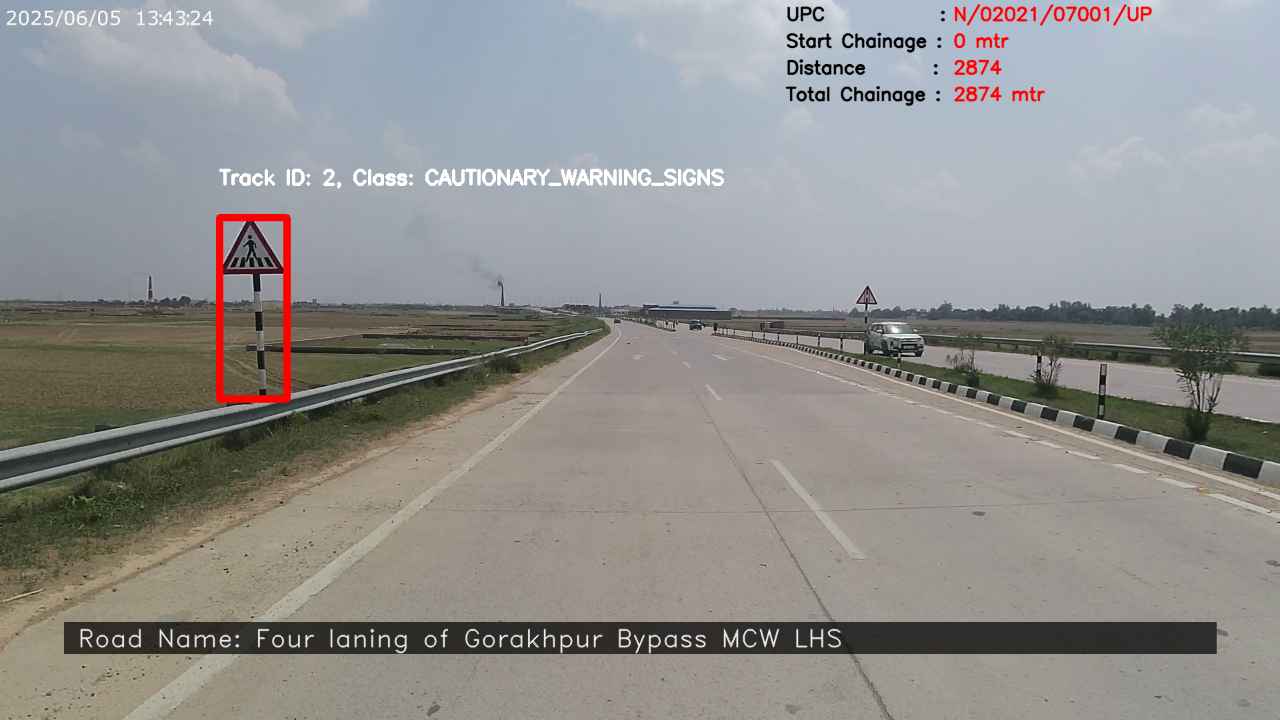 2025/06/05 13:43:24
UPC : N/02021/07001/UP
Start Chainage : 0 mtr
Distance : 2874
Total Chainage : 2874 mtr
Track ID: 2, Class: CAUTIONARY_WARNING_SIGNS
Road Name: Four laning of Gorakhpur Bypass MCW LHS